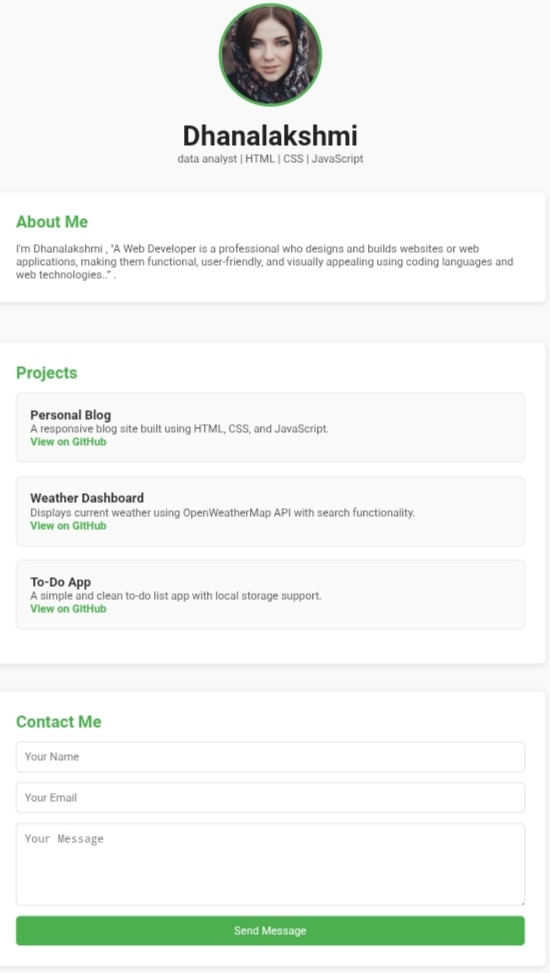 Dhanalakshmi
data analyst | HTML | CSS | JavaScript
About Me
I'm Dhanalakshmi , "A Web Developer is a professional who designs and builds websites or web
applications, making them functional, user-friendly, and visually appealing using coding languages and
web technologies.." .
Projects
Personal Blog
A responsive blog site built using HTML, CSS, and JavaScript.
View on GitHub
Weather Dashboard
Displays current weather using OpenWeatherMap API with search functionality.
View on GitHub
To-Do App
A simple and clean to-do list app with local storage support.
View on GitHub
Contact Me
Your Name
Your Email
Your Message
Send Message